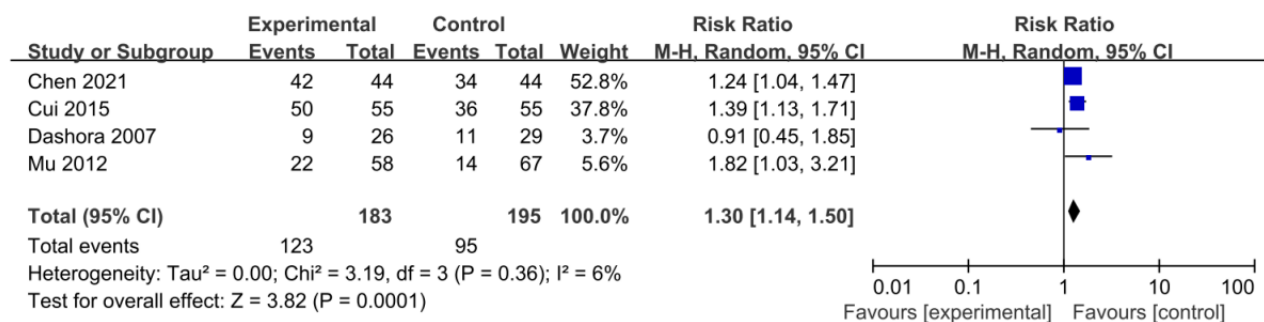 Experimental Control Risk Ratio Risk Ratio
Study or Subgroup Events Total Events Total Weight M-H, Random, 95% CI M-H, Random, 95% CI
Chen 2021 42 44 34 44 52.8% 1.24 [1.04, 1.47]
Cui 2015 50 55 36 55 37.8% 1.39 [1.13, 1.71]
Dashora 2007 9 26 11 29 3.7% 0.91 [0.45, 1.85]
Mu 2012 22 58 14 67 5.6% 1.82 [1.03, 3.21]
Total (95% CI) 183 195 100.0% 1.30 [1.14, 1.50]
Total events 123 95
Heterogeneity: Tau² = 0.00; Chi² = 3.19, df = 3 (P = 0.36); I² = 6%
Test for overall effect: Z = 3.82 (P = 0.0001)
0.01 0.1 1 10 100
Favours [experimental] Favours [control]